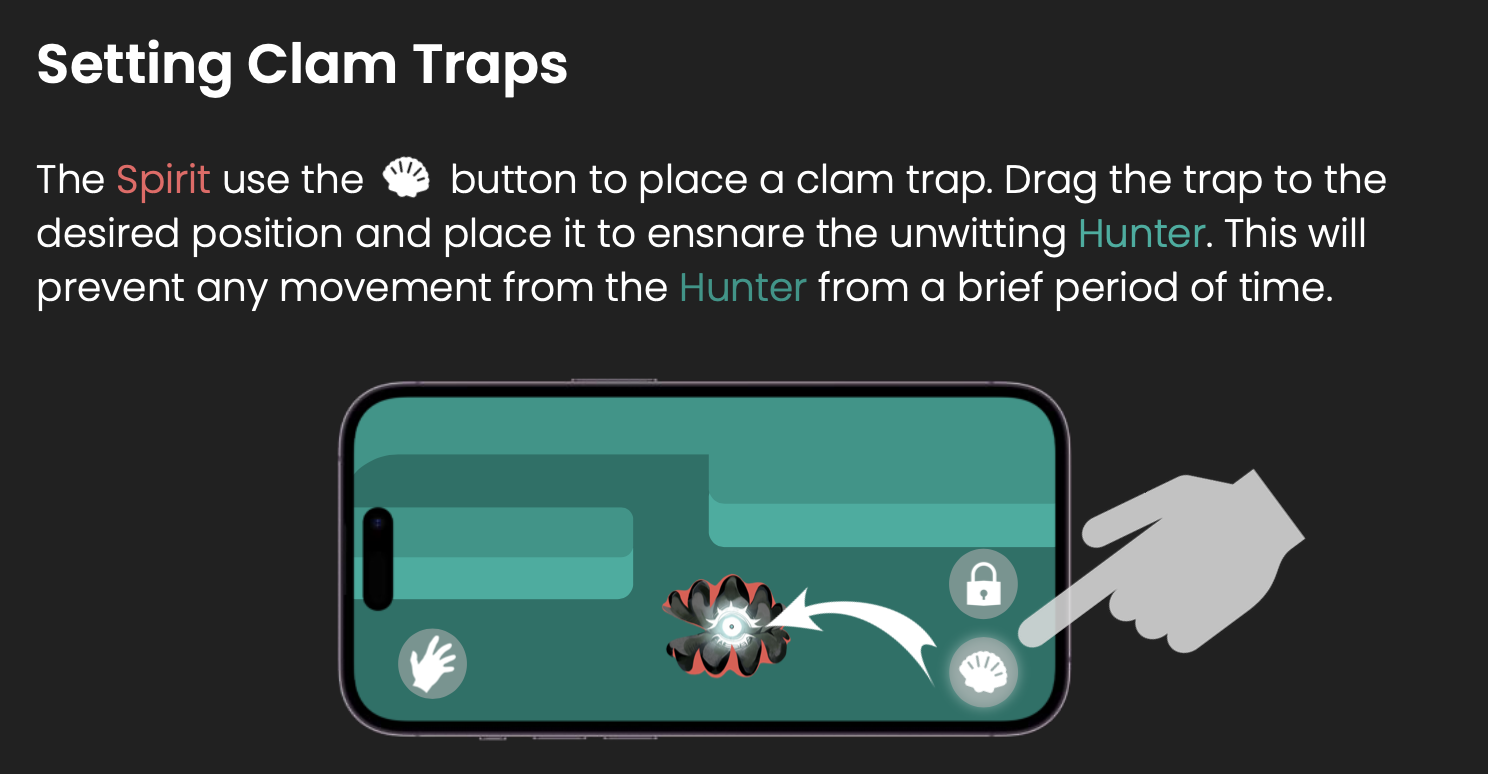 Setting Clam Traps
The Spirit use the button to place a clam trap. Drag the trap to the
desired position and place it to ensnare the unwitting Hunter. This will
prevent any movement from the Hunter from a brief period of time.